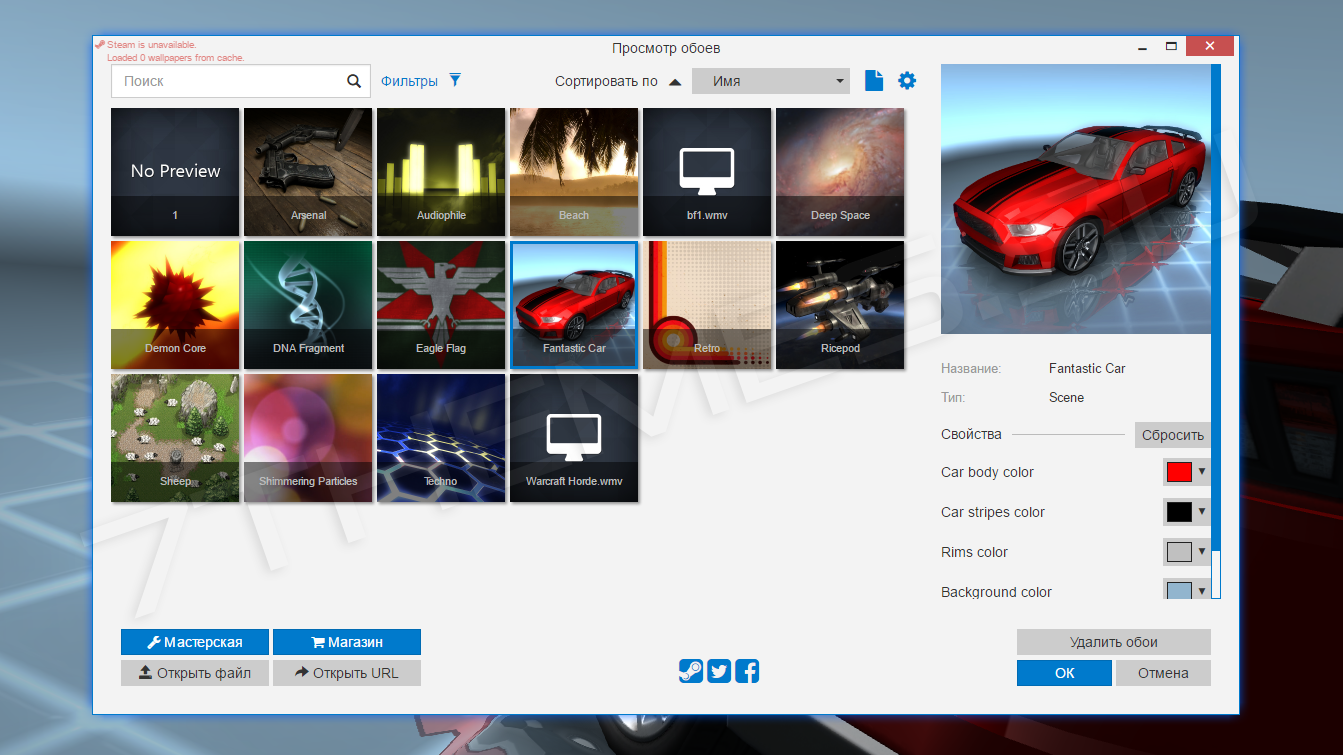 Steam is unavailable.
Loaded 0 wallpapers from cache.
Просмотр обоев
Поиск
Фильтры
Сортировать по
Имя
No Preview
1
Arsenal
Audiophile
Beach
bf1.wmv
Deep Space
Demon Core
DNA Fragment
Eagle Flag
Fantastic Car
Retro
Ricepod
Sheep
Shimmering Particles
Techno
Warcraft Horde.wmv
Название: Fantastic Car
Тип: Scene
Свойства
Сбросить
Car body color
Car stripes color
Rims color
Background color
Мастерская
Магазин
Открыть файл
Открыть URL
Удалить обои
ОК
Отмена